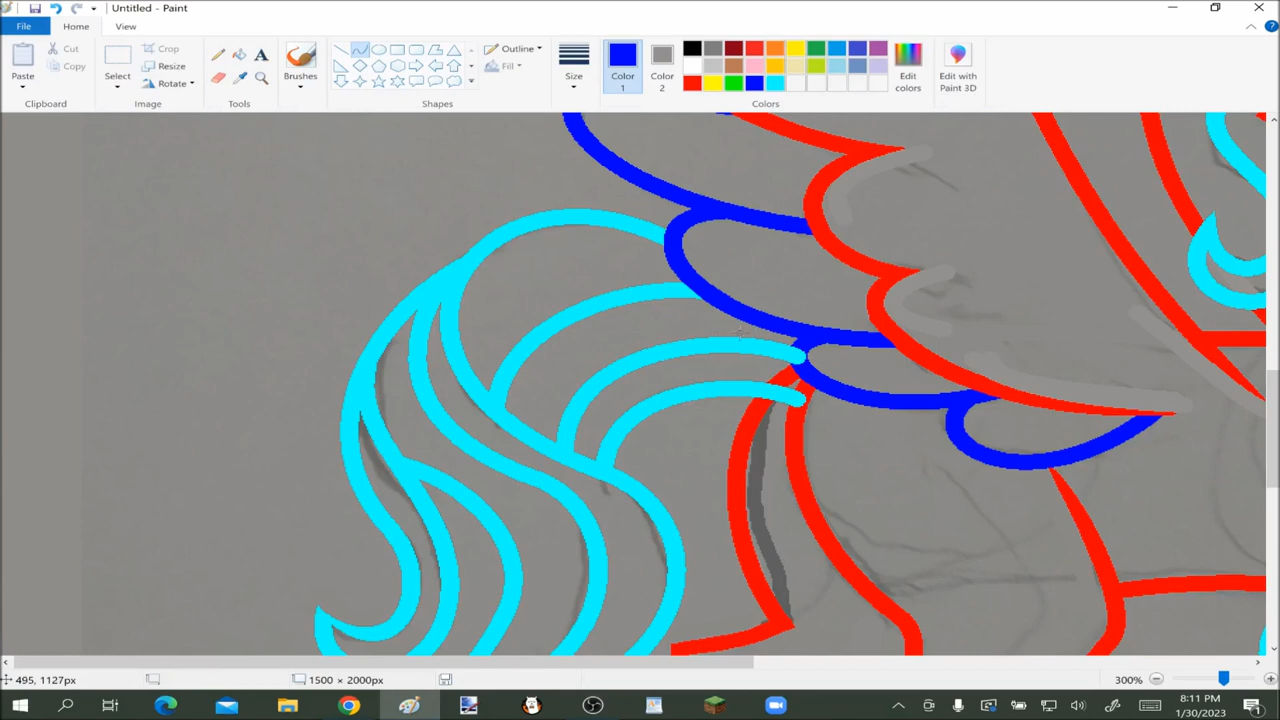 Untitled - Paint
File
Home
View
Paste
Cut
Copy
Clipboard
Select
Crop
Resize
Rotate
Image
A
Tools
Brushes
Outline
Fill
Shapes
Size
Color
1
Color
2
Edit
colors
Colors
Edit with
Paint 3D
495, 1127px
1500 × 2000px
300%
8:11 PM
1/30/2023
1